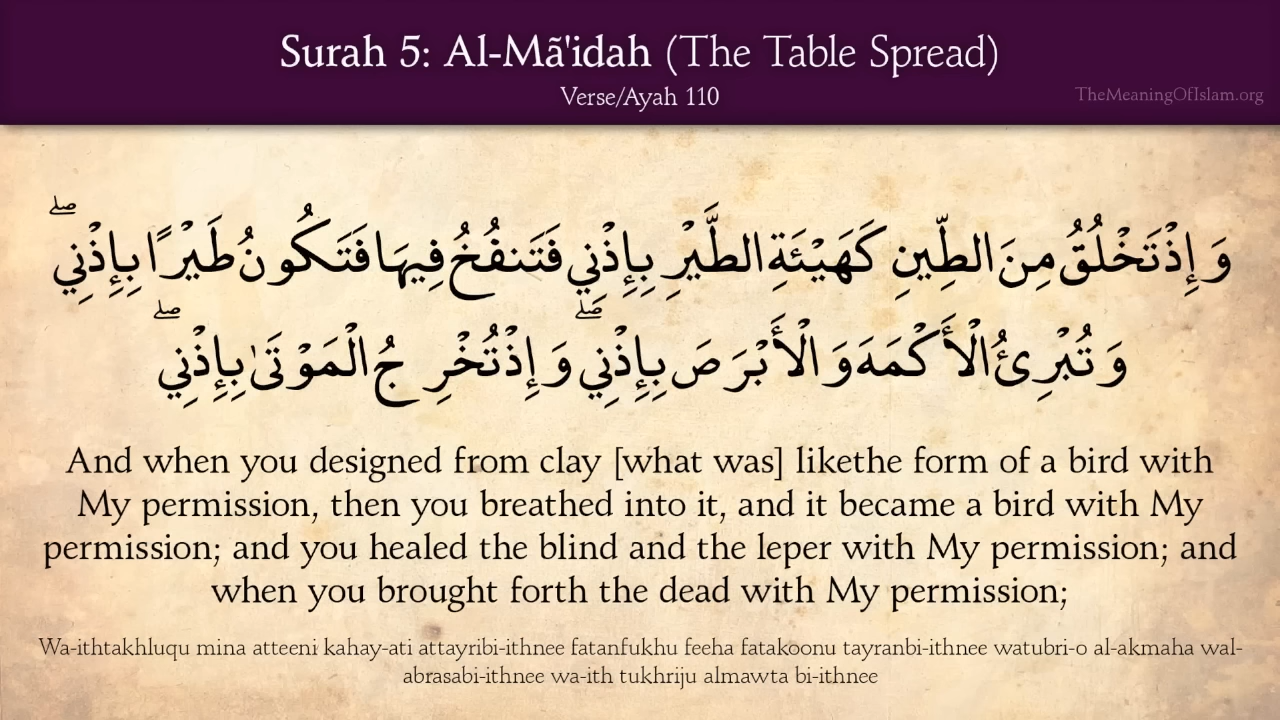 Surah 5: Al-Mã'idah (The Table Spread)
Verse/Ayah 110
TheMeaningOfIslam.org
وَإِذْ تَخْلُقُ مِنَ الطِّينِ كَهَيْئَةِ الطَّيْرِ بِإِذْنِي فَتَنفُخُ فِيهَا فَتَكُونُ طَيْرًا بِإِذْنِي ۖ
وَتُبْرِئُ الْأَكْمَهَ وَالْأَبْرَصَ بِإِذْنِي ۖ وَإِذْ تُخْرِجُ الْمَوْتَىٰ بِإِذْنِي ۖ
And when you designed from clay [what was] likethe form of a bird with
My permission, then you breathed into it, and it became a bird with My
permission; and you healed the blind and the leper with My permission; and
when you brought forth the dead with My permission;
Wa-ithtakhluqu mina atteeni kahay-ati attayribi-ithnee fatanfukhu feeha fatakoonu tayranbi-ithnee watubri-o al-akmaha wal-
abrasabi-ithnee wa-ith tukhriju almawta bi-ithnee